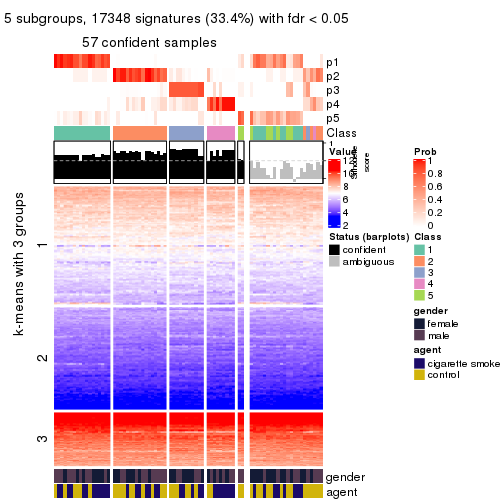 5 subgroups, 17348 signatures (33.4%) with fdr < 0.05
57 confident samples
p1
p2
p3
p4
p5
Class
1
Silhouette
score
k-means with 3 groups
1
2
3
Value
12
10
8
6
4
2
Status (barplots)
confident
ambiguous
Prob
1
0.8
0.6
0.4
0.2
0
Class
1
2
3
4
5
gender
female
male
agent
cigarette smoke
control
gender
agent